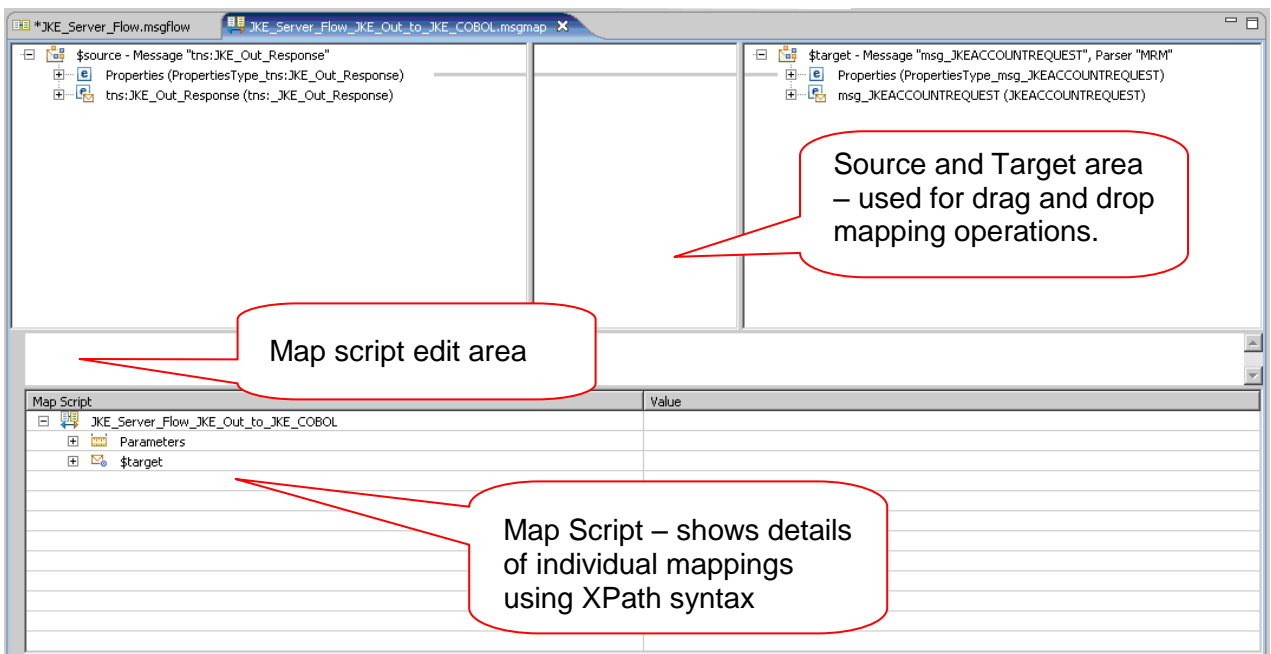 *JKE_Server_Flow.msgflow
JKE_Server_Flow_JKE_Out_to_JKE_COBOL.msgmap
$source - Message "tns:JKE_Out_Response"
Properties (PropertiesType_tns:JKE_Out_Response)
tns:JKE_Out_Response (tns:_JKE_Out_Response)
$target - Message "msg_JKEACCOUNTREQUEST", Parser "MRM"
Properties (PropertiesType_msg_JKEACCOUNTREQUEST)
msg_JKEACCOUNTREQUEST (JKEACCOUNTREQUEST)
Source and Target area
– used for drag and drop
mapping operations.
Map script edit area
Map Script
Value
JKE_Server_Flow_JKE_Out_to_JKE_COBOL
Parameters
$target
Map Script – shows details
of individual mappings
using XPath syntax